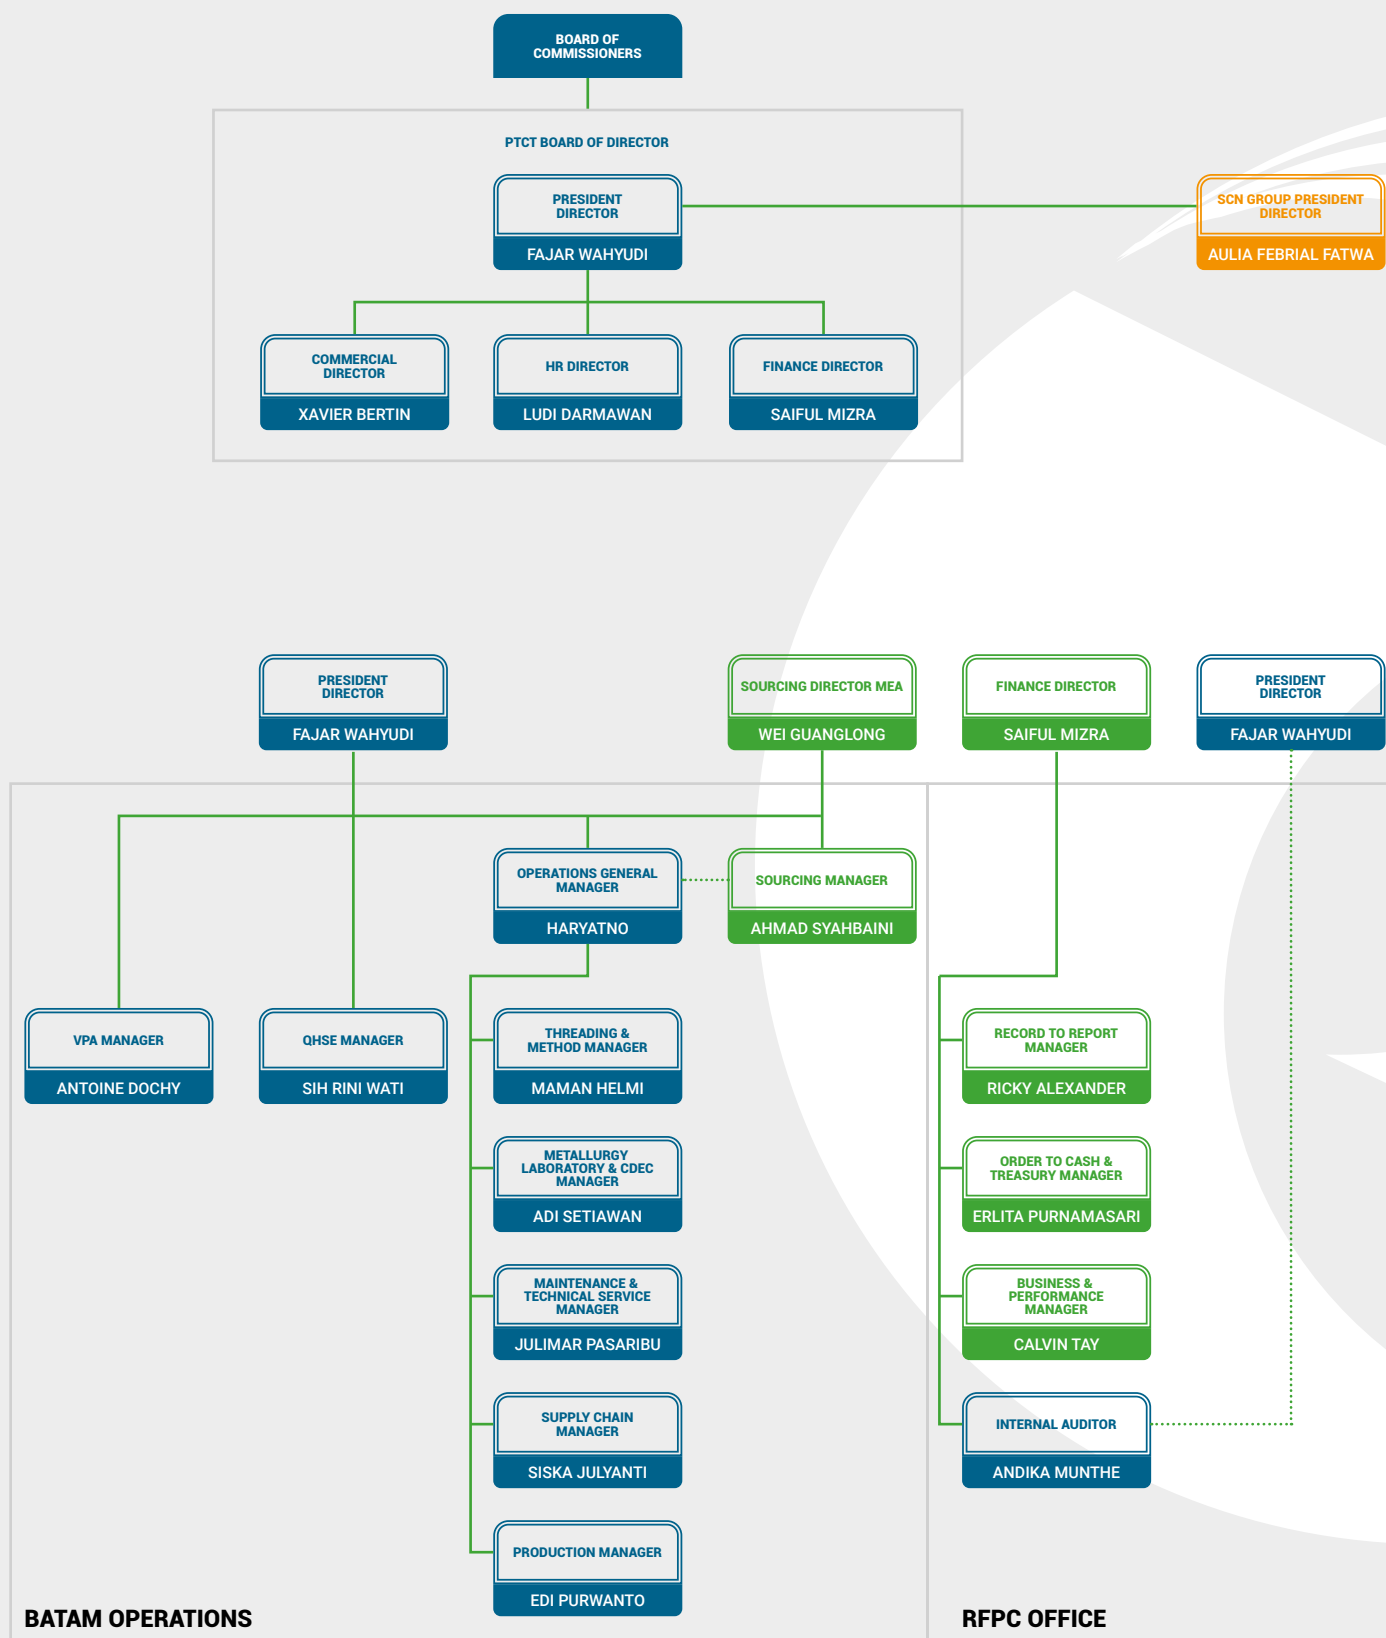 BOARD OF
COMMISSIONERS
PTCT BOARD OF DIRECTOR
PRESIDENT
DIRECTOR
FAJAR WAHYUDI
SCN GROUP PRESIDENT
DIRECTOR
AULIA FEBRIAL FATWA
COMMERCIAL
DIRECTOR
XAVIER BERTIN
HR DIRECTOR
LUDI DARMAWAN
FINANCE DIRECTOR
SAIFUL MIZRA
PRESIDENT
DIRECTOR
FAJAR WAHYUDI
SOURCING DIRECTOR MEA
WEI GUANGLONG
FINANCE DIRECTOR
SAIFUL MIZRA
PRESIDENT
DIRECTOR
FAJAR WAHYUDI
OPERATIONS GENERAL
MANAGER
HARYATNO
SOURCING MANAGER
AHMAD SYAHBAINI
VPA MANAGER
ANTOINE DOCHY
QHSE MANAGER
SIH RINI WATI
THREADING &
METHOD MANAGER
MAMAN HELMI
METALLURGY
LABORATORY & CDEC
MANAGER
ADI SETIAWAN
MAINTENANCE &
TECHNICAL SERVICE
MANAGER
JULIMAR PASARIBU
SUPPLY CHAIN
MANAGER
SISKA JULYANTI
PRODUCTION MANAGER
EDI PURWANTO
BATAM OPERATIONS
RECORD TO REPORT
MANAGER
RICKY ALEXANDER
ORDER TO CASH &
TREASURY MANAGER
ERLITA PURNAMASARI
BUSINESS &
PERFORMANCE
MANAGER
CALVIN TAY
INTERNAL AUDITOR
ANDIKA MUNTHE
RFPC OFFICE